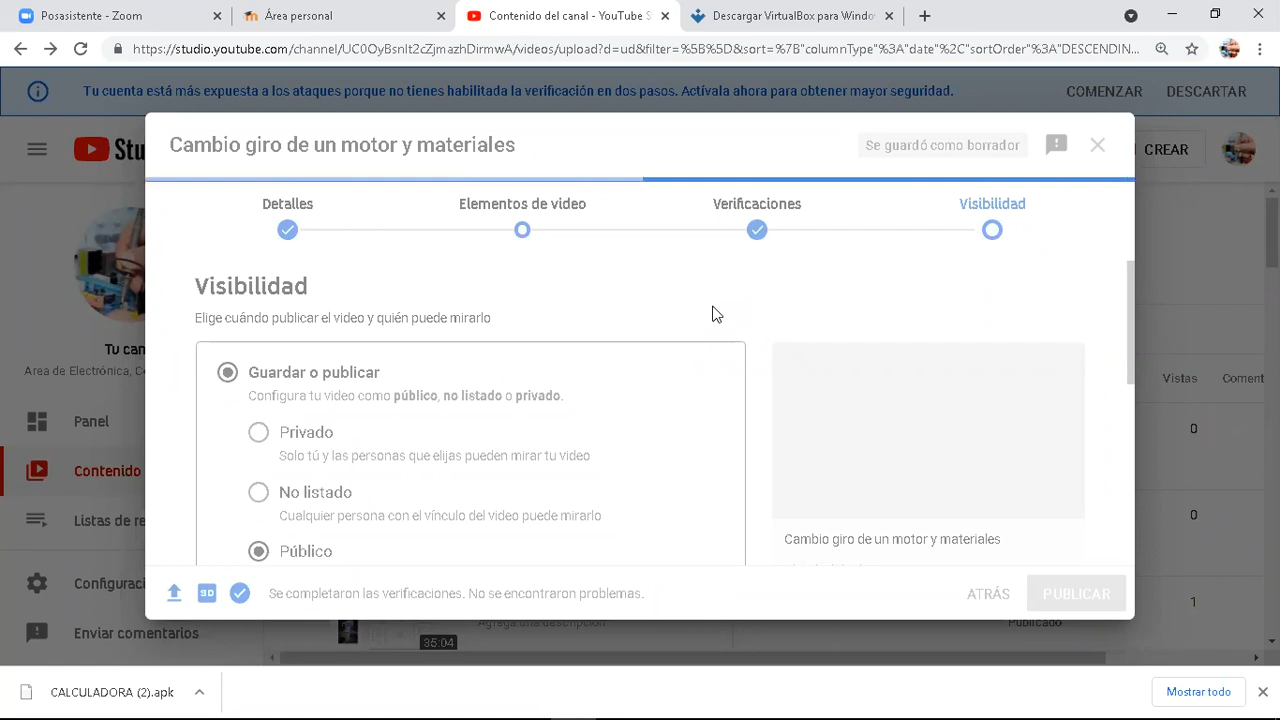 Posasistente - Zoom
Área personal
Contenido del canal - YouTube S
Descargar VirtualBox para Windo
https://studio.youtube.com/channel/UC0OyBsnIt2cZjmazhDirmwA/videos/upload?d=ud&filter=%5B%5D&sort=%7B"columnType"%3A"date"%2C"sortOrder"%3A"DESCENDIN...
Tu cuenta está más expuesta a los ataques porque no tienes habilitada la verificación en dos pasos. Actívala ahora para obtener mayor seguridad.
COMENZAR
DESCARTAR
Stu
CREAR
Cambio giro de un motor y materiales
Se guardó como borrador
Detalles
Elementos de video
Verificaciones
Visibilidad
Visibilidad
Elige cuándo publicar el video y quién puede mirarlo
Guardar o publicar
Configura tu video como público, no listado o privado.
Privado
Solo tú y las personas que elijas pueden mirar tu video
No listado
Cualquier persona con el vínculo del video puede mirarlo
Público
Cambio giro de un motor y materiales
Se completaron las verificaciones. No se encontraron problemas.
ATRÁS
PUBLICAR
Tu can
Area de Electrónica, C
Panel
Contenido
Listas de re
Configuraci
Enviar comentarios
Vistas
Coment
0
0
1
Agrega una descripción
Publicado
35:04
CALCULADORA (2).apk
Mostrar todo